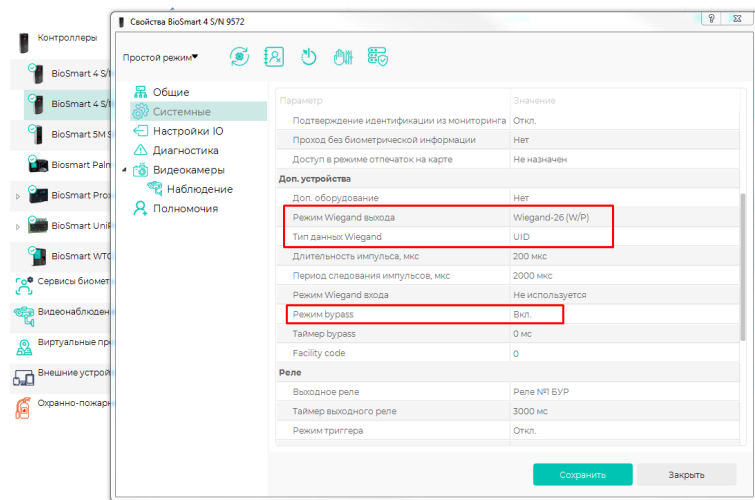 Свойства BioSmart 4 S/N 9572
Контроллеры
BioSmart 4 S/
BioSmart 4 S/
BioSmart 5M S
Biosmart Palm
BioSmart Pro
BioSmart UniP
BioSmart WTC
Сервисы биомет
Видеонаблюден
Виртуальные пр
Внешние устрой
Охранно-пожарн
Простой режим
Общие
Системные
Настройки IO
Диагностика
Видеокамеры
Наблюдение
Полномочия
Параметр Значение
Подтверждение идентификации из мониторинга Откл.
Проход без биометрической информации Нет
Доступ в режиме отпечаток на карте Не назначен
Доп. устройства
Доп. оборудование Нет
Режим Wiegand выхода Wiegand-26 (W/P)
Тип данных Wiegand UID
Длительность импульса, мкс 200 мкс
Период следования импульсов, мкс 2000 мкс
Режим Wiegand входа Не используется
Режим bypass Вкл.
Таймер bypass 0 мс
Facility code 0
Реле
Выходное реле Реле №1 БУР
Таймер выходного реле 3000 мс
Режим триггера Откл.
Сохранить Закрыть